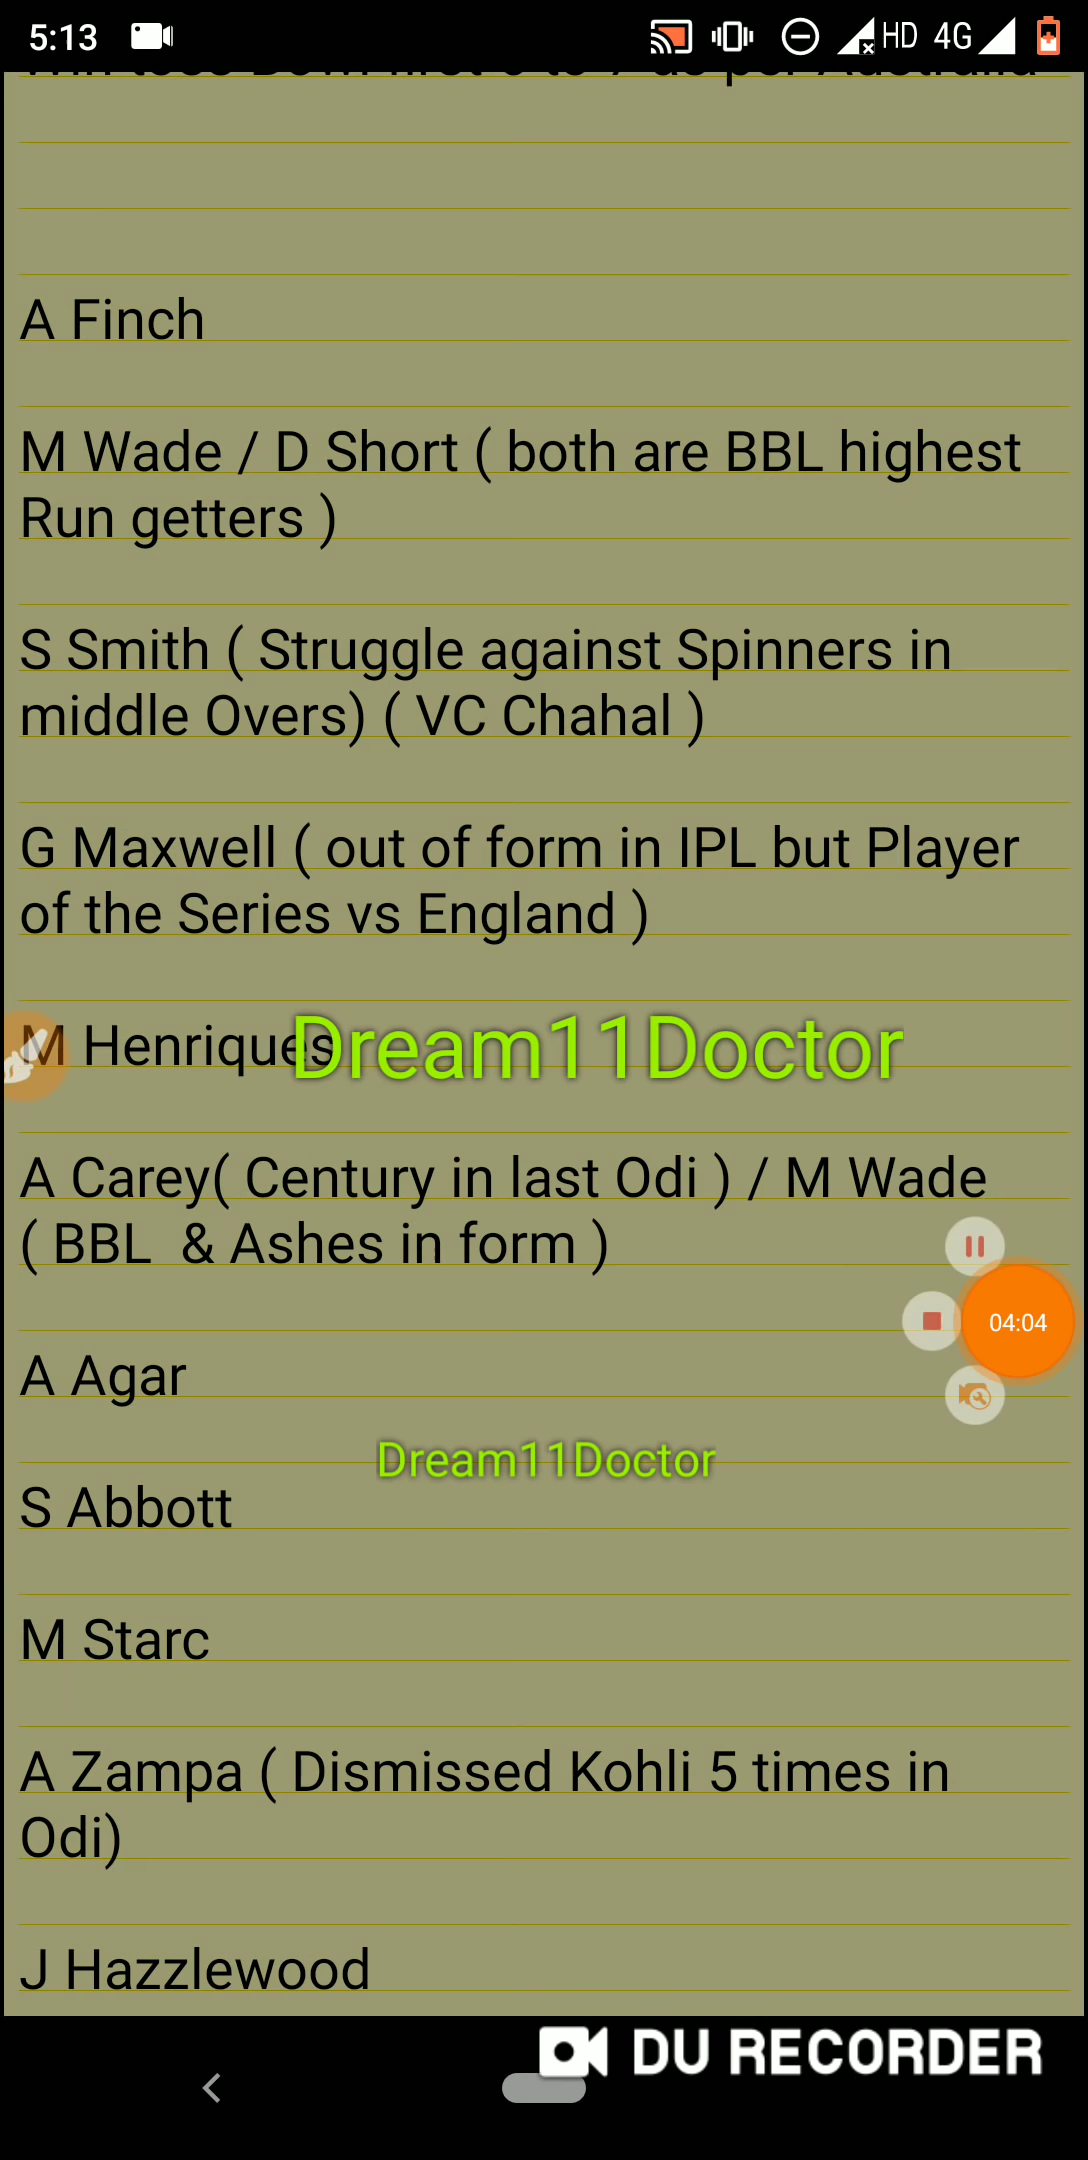 5:13 HD 4G
A Finch
M Wade / D Short ( both are BBL highest
Run getters )
S Smith ( Struggle against Spinners in
middle Overs) ( VC Chahal )
G Maxwell ( out of form in IPL but Player
of the Series vs England )
M Henriques
Dream11Doctor
A Carey( Century in last Odi ) / M Wade
( BBL  & Ashes in form )
04:04
A Agar
Dream11Doctor
S Abbott
M Starc
A Zampa ( Dismissed Kohli 5 times in
Odi)
J Hazzlewood
DU RECORDER